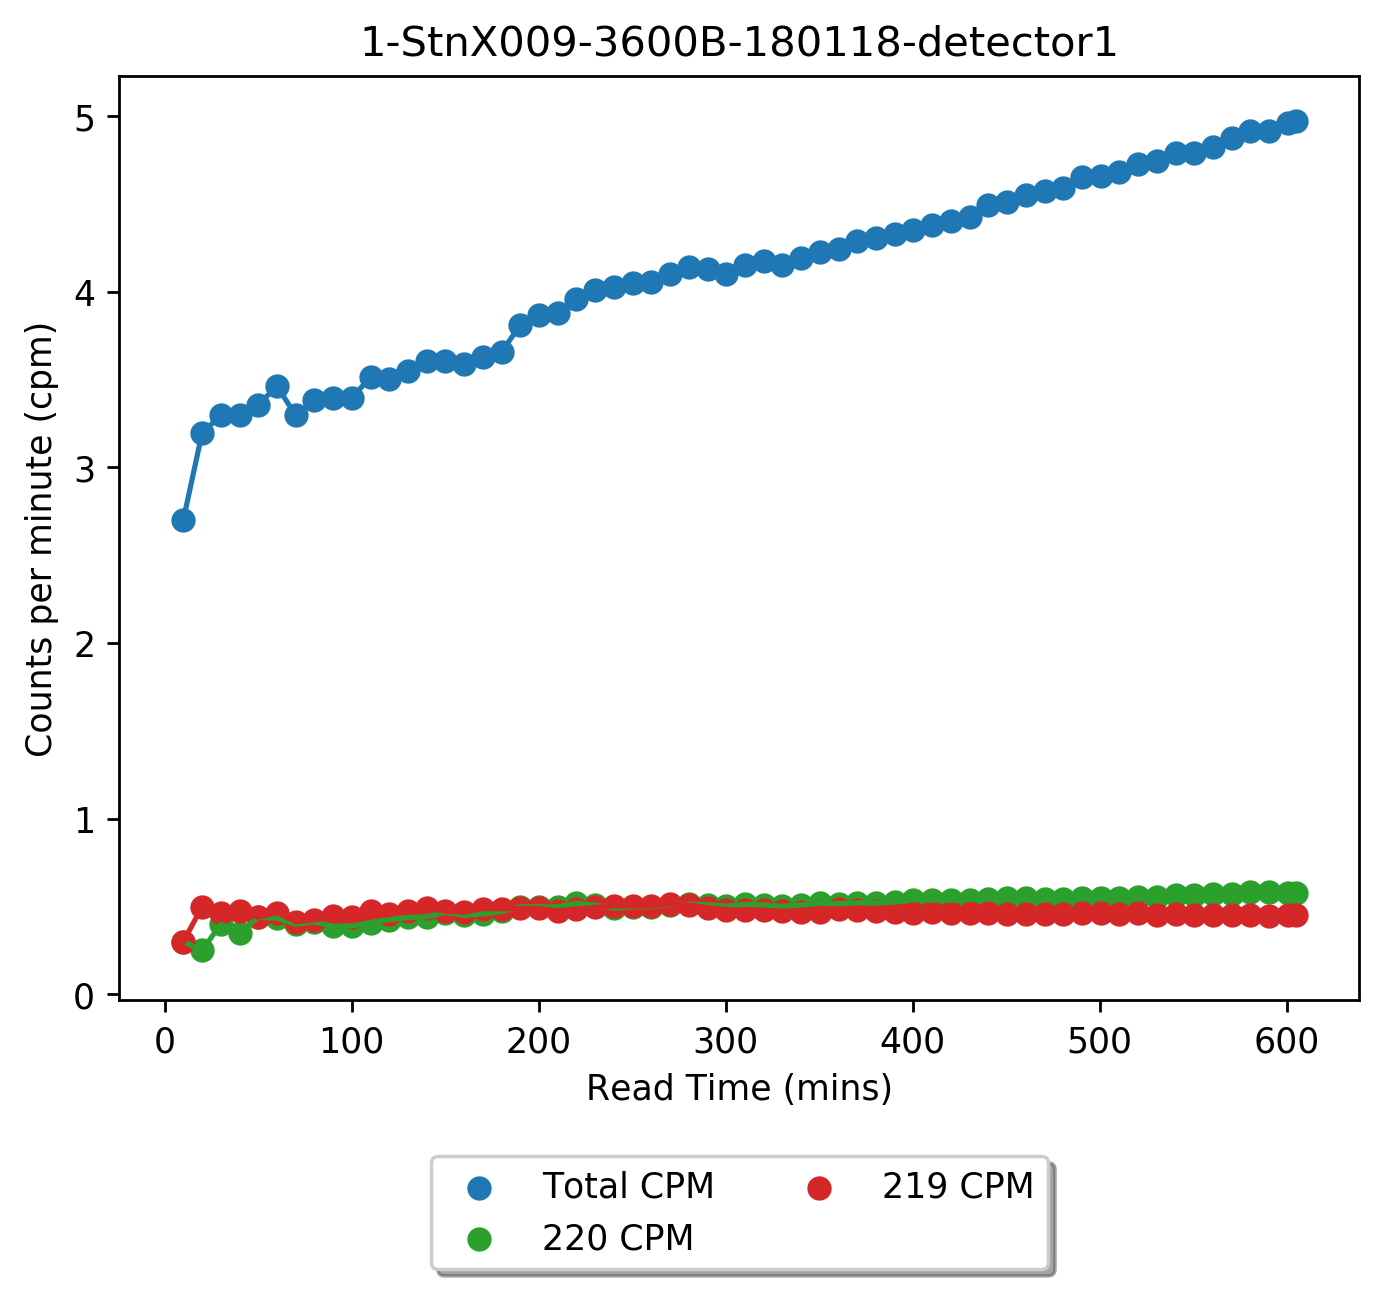 1-StnX009-3600B-180118-detector1
5
4
3
2
1
0
Counts per minute (cpm)
0 100 200 300 400 500 600
Read Time (mins)
Total CPM 219 CPM
220 CPM